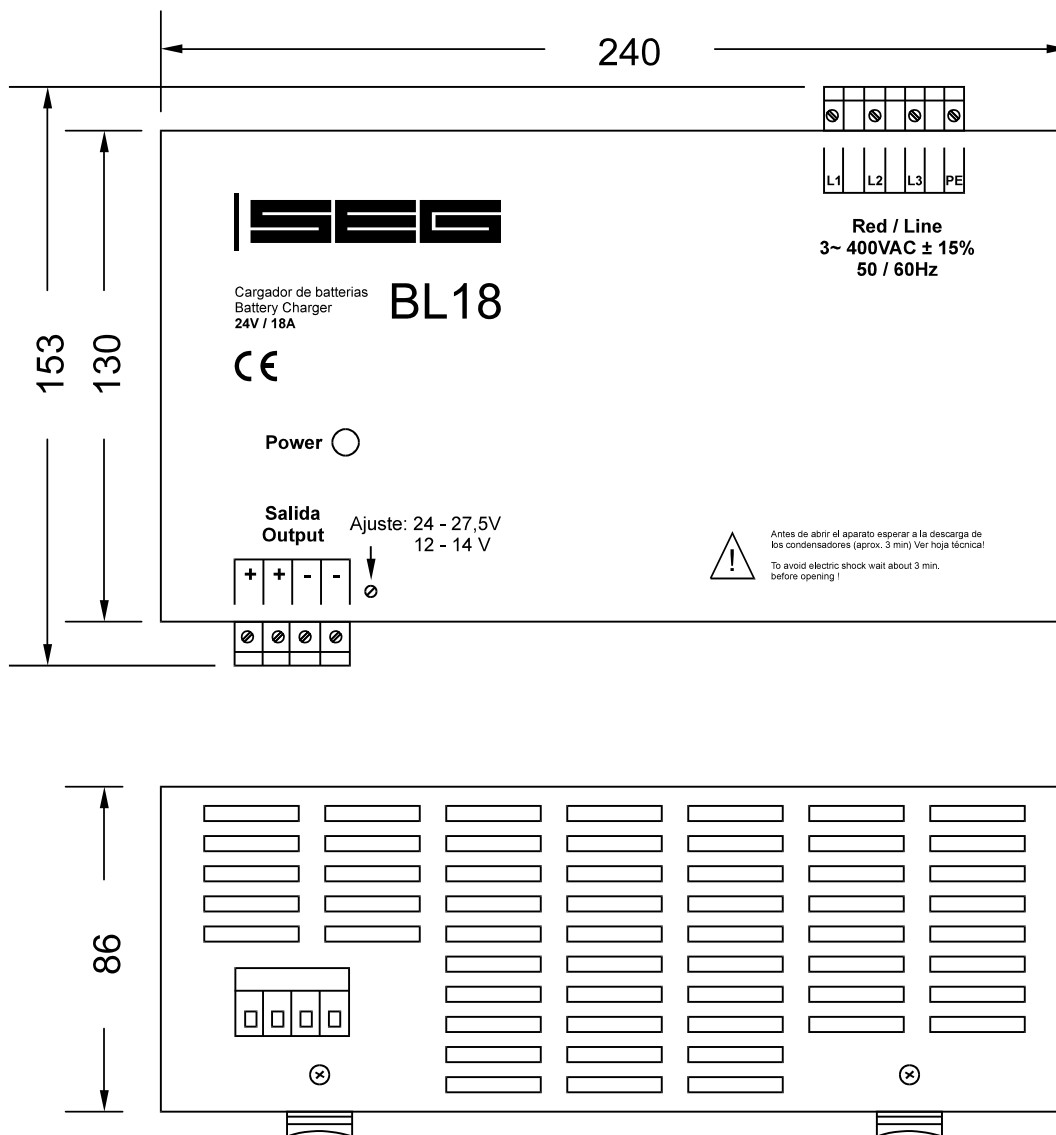 240
153
130
L1 L2 L3 PE
Red / Line
3~ 400VAC ± 15%
50 / 60Hz
SEG
Cargador de batterias
Battery Charger
24V / 18A
BL18
CE
Power
Salida
Output
Ajuste: 24 - 27,5V
12 - 14 V
+ + - -
!
Antes de abrir el aparato esperar a la descarga de
los condensadores (aprox. 3 min) Ver hoja técnica!
To avoid electric shock wait about 3 min.
before opening !
86